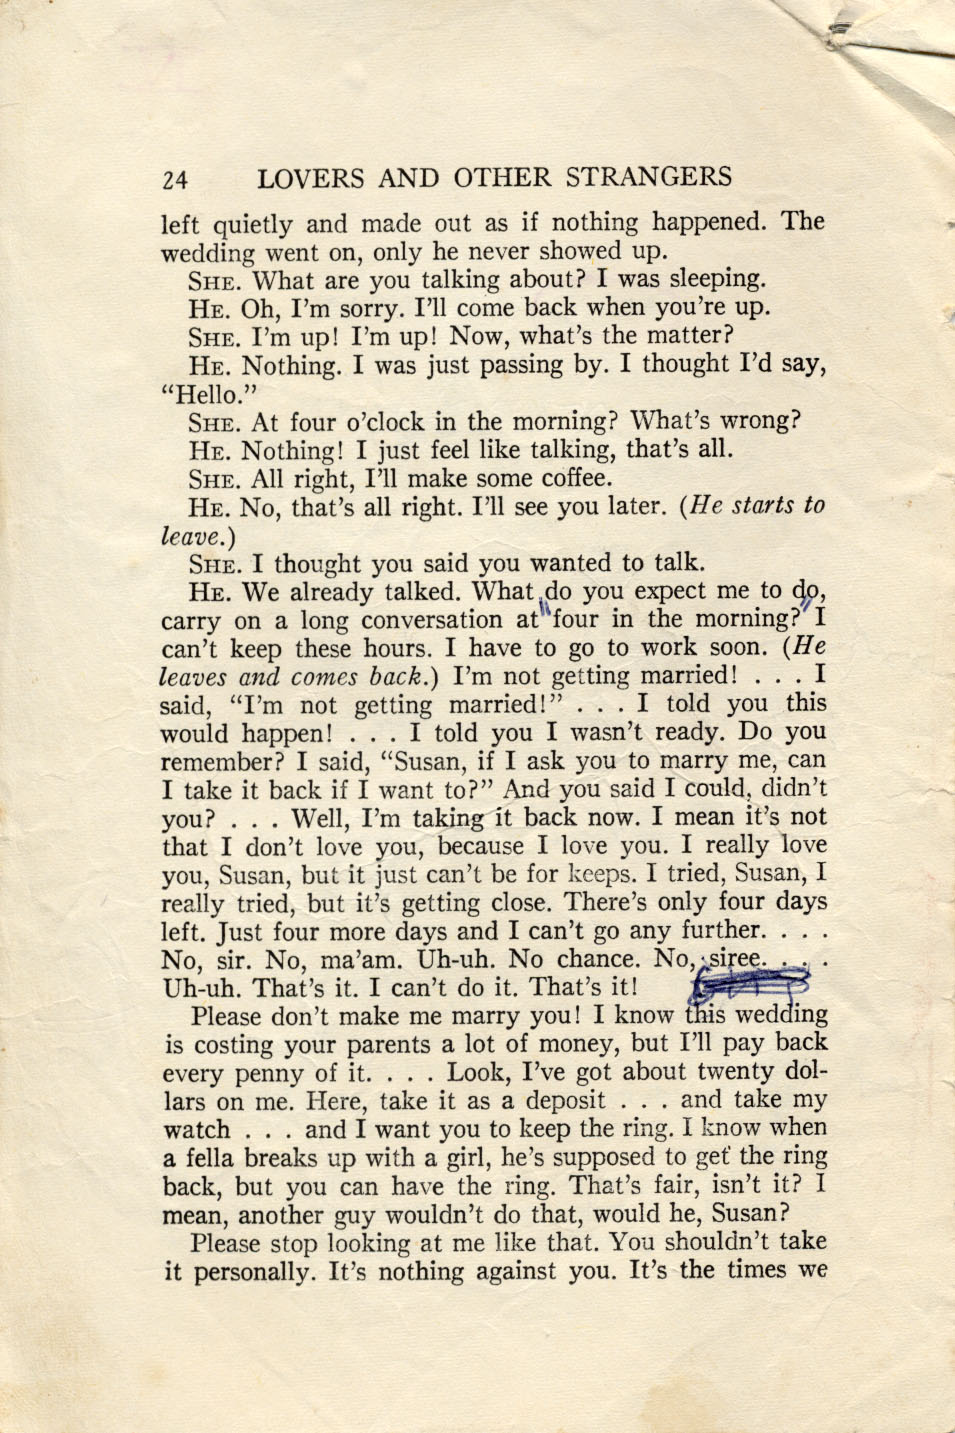 24 LOVERS AND OTHER STRANGERS
left quietly and made out as if nothing happened. The
wedding went on, only he never showed up.
SHE. What are you talking about? I was sleeping.
HE. Oh, I'm sorry. I'll come back when you're up.
SHE. I'm up! I'm up! Now, what's the matter?
HE. Nothing. I was just passing by. I thought I'd say,
“Hello.”
SHE. At four o'clock in the morning? What's wrong?
HE. Nothing! I just feel like talking, that's all.
SHE. All right, I'll make some coffee.
HE. No, that's all right. I'll see you later. (He starts to
leave.)
SHE. I thought you said you wanted to talk.
HE. We already talked. What do you expect me to do,
carry on a long conversation at "four in the morning?" I
can't keep these hours. I have to go to work soon. (He
leaves and comes back.) I'm not getting married! . . . I
said, “I'm not getting married!” . . . I told you this
would happen! . . . I told you I wasn't ready. Do you
remember? I said, “Susan, if I ask you to marry me, can
I take it back if I want to?” And you said I could, didn't
you? . . . Well, I'm taking it back now. I mean it's not
that I don't love you, because I love you. I really love
you, Susan, but it just can't be for keeps. I tried, Susan, I
really tried, but it's getting close. There's only four days
left. Just four more days and I can't go any further. . . .
No, sir. No, ma'am. Uh-uh. No chance. No, siree. . . .
Uh-uh. That's it. I can't do it. That's it!
Please don't make me marry you! I know this wedding
is costing your parents a lot of money, but I'll pay back
every penny of it. . . . Look, I've got about twenty dol-
lars on me. Here, take it as a deposit . . . and take my
watch . . . and I want you to keep the ring. I know when
a fella breaks up with a girl, he's supposed to get the ring
back, but you can have the ring. That's fair, isn't it? I
mean, another guy wouldn't do that, would he, Susan?
Please stop looking at me like that. You shouldn't take
it personally. It's nothing against you. It's the times we